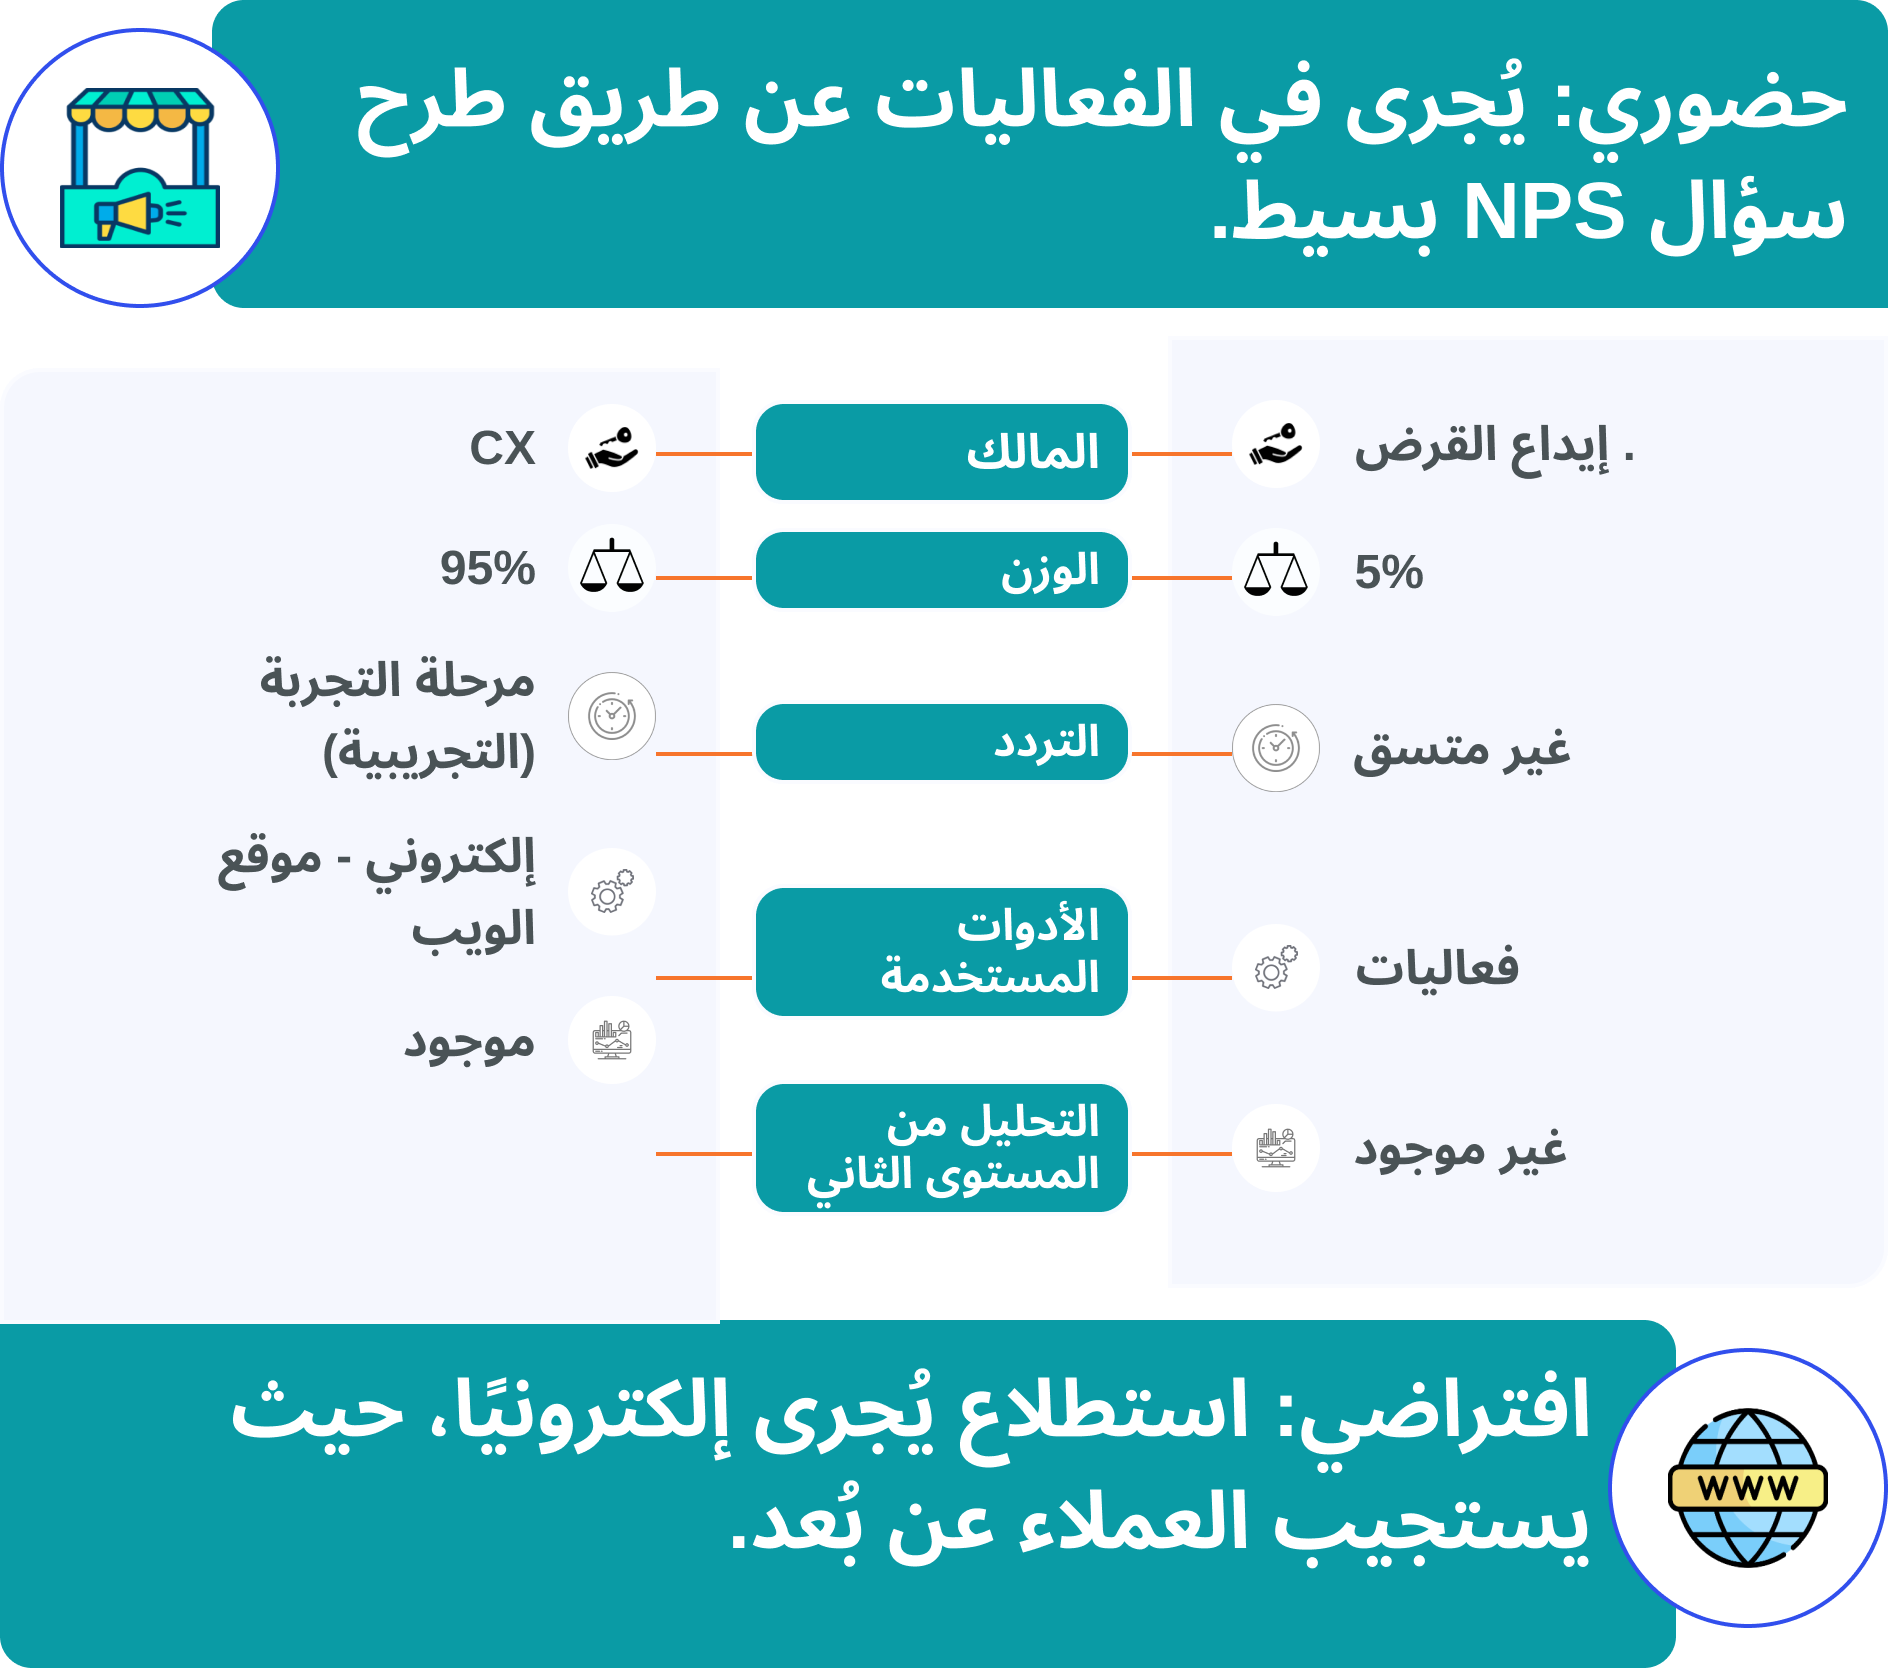 حضوري: يُجرى في الفعاليات عن طريق طرح
سؤال NPS بسيط.
. إيداع القرض
5%
غير متسق
فعاليات
غير موجود
المالك
الوزن
التردد
الأدوات
المستخدمة
التحليل من
المستوى الثاني
CX
95%
مرحلة التجربة
(التجريبية)
إلكتروني - موقع
الويب
موجود
افتراضي: استطلاع يُجرى إلكترونيًا، حيث
يستجيب العملاء عن بُعد.
WWW